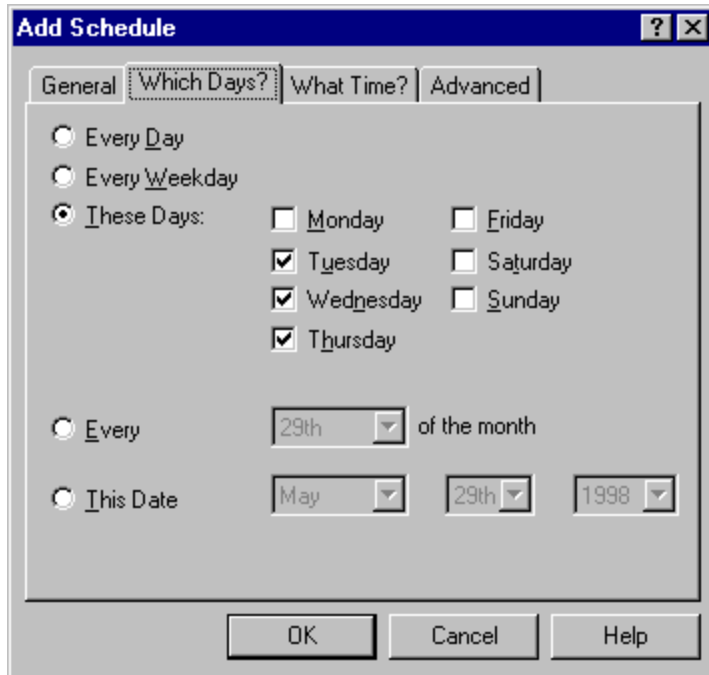 Add Schedule
General Which Days? What Time? Advanced
Every Day
Every Weekday
These Days: Monday Friday
Tuesday Saturday
Wednesday Sunday
Thursday
Every 29th of the month
This Date May 29th 1998
OK Cancel Help